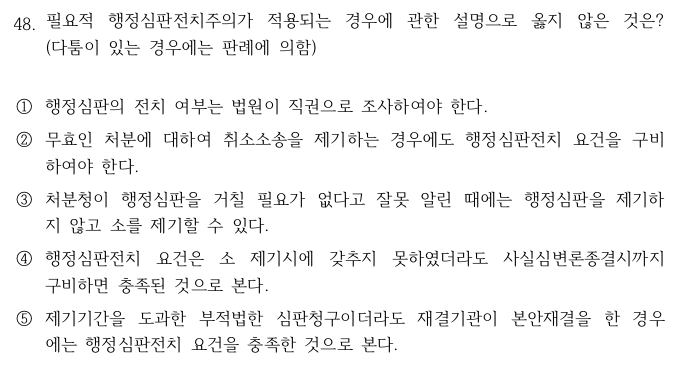 48. 필요적 행정심판전치주의가 적용되는 경우에 관한 설명으로 옳지 않은 것은?
(다툼이 있는 경우에는 판례에 의함)
① 행정심판의 전치 여부는 법원이 직권으로 조사하여야 한다.
② 무효인 처분에 대하여 취소소송을 제기하는 경우에도 행정심판전치 요건을 구비
하여야 한다.
③ 처분청이 행정심판을 거칠 필요가 없다고 잘못 알린 때에는 행정심판을 제기하
지 않고 소를 제기할 수 있다.
④ 행정심판전치 요건은 소 제기시에 갖추지 못하였더라도 사실심변론종결시까지
구비하면 충족된 것으로 본다.
⑤ 제기기간을 도과한 부적법한 심판청구이더라도 재결기관이 본안재결을 한 경우
에는 행정심판전치 요건을 충족한 것으로 본다.